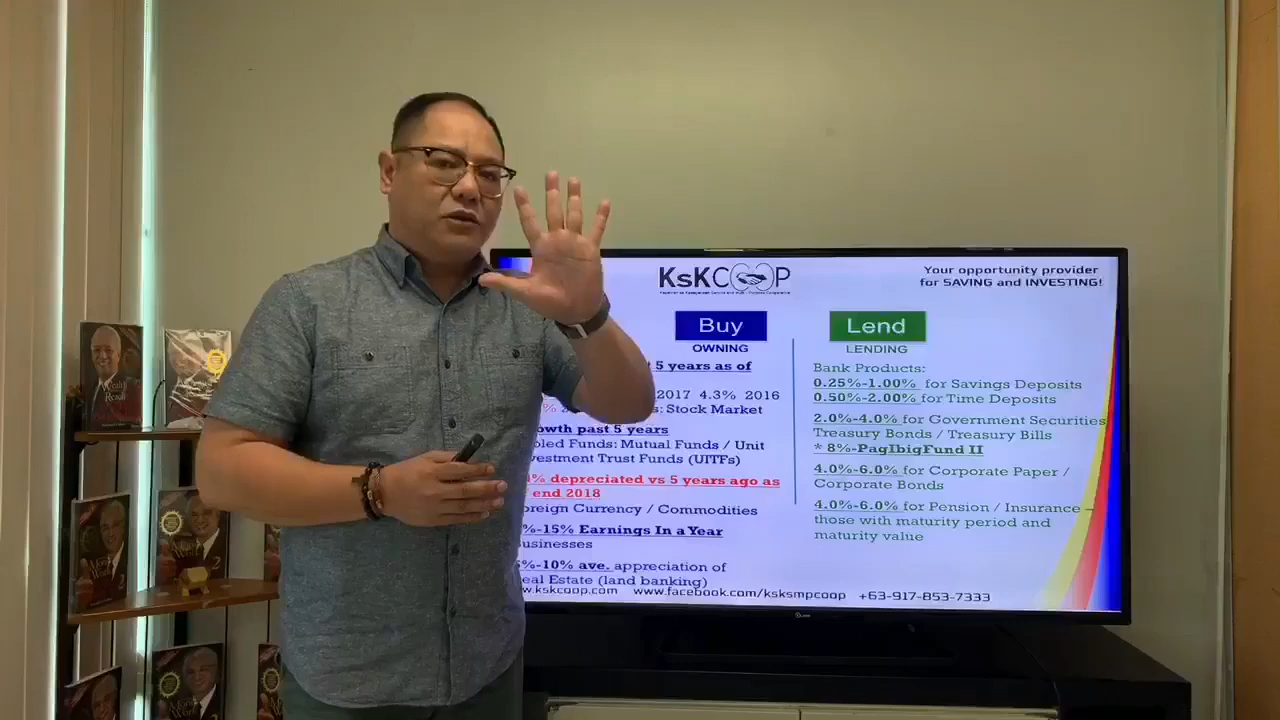 KsKCOOP
Your opportunity provider
for SAVING and INVESTING!
Buy
OWNING
5 years as of
2017 4.3% 2016
Stock Market
past 5 years
Funds: Mutual Funds / Unit
Trust Funds (UITFs)
depreciated vs 5 years ago as
end 2018
Currency / Commodities
%-15% Earnings In a Year
%-10% ave. appreciation of
Estate (land banking)
Lend
LENDING
Bank Products:
0.25%-1.00% for Savings Deposits
0.50%-2.00% for Time Deposits
2.0%-4.0% for Government Securities
Treasury Bonds / Treasury Bills
* 8%-PagIbigFund II
4.0%-6.0% for Corporate Paper /
Corporate Bonds
4.0%-6.0% for Pension / Insurance –
those with maturity period and
maturity value
w.kskcoop.com www.facebook.com/ksksmpcoop +63-917-853-7333